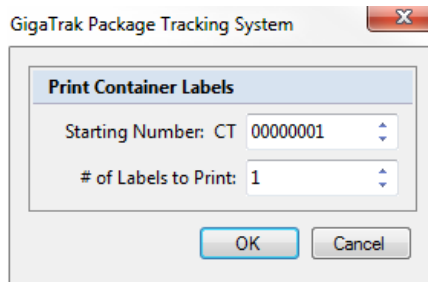 GigaTrak Package Tracking System
Print Container Labels
Starting Number: CT 00000001
# of Labels to Print: 1
OK Cancel